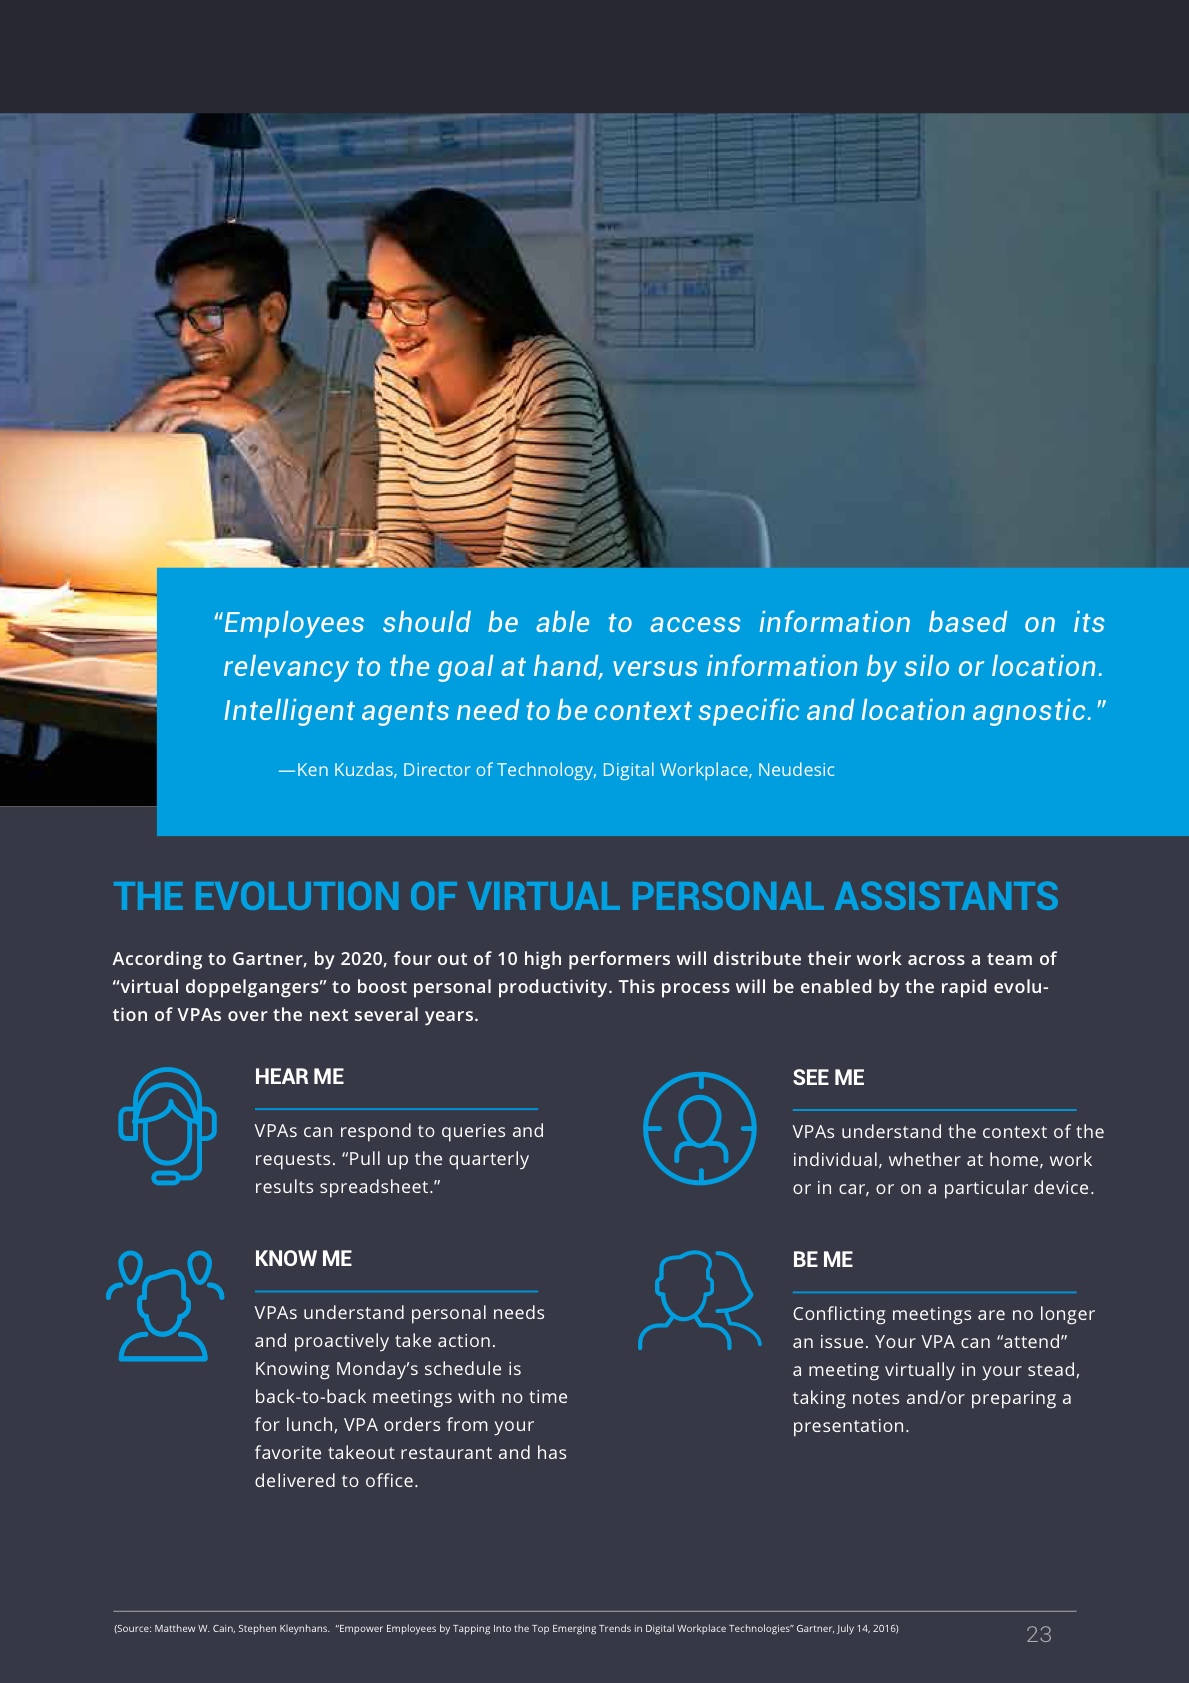 “Employees should be able to access information based on its
relevancy to the goal at hand, versus information by silo or location.
Intelligent agents need to be context specific and location agnostic.”
—Ken Kuzdas, Director of Technology, Digital Workplace, Neudesic
THE EVOLUTION OF VIRTUAL PERSONAL ASSISTANTS
According to Gartner, by 2020, four out of 10 high performers will distribute their work across a team of
“virtual doppelgangers” to boost personal productivity. This process will be enabled by the rapid evolu-
tion of VPAs over the next several years.
HEAR ME
VPAs can respond to queries and
requests. “Pull up the quarterly
results spreadsheet.”
SEE ME
VPAs understand the context of the
individual, whether at home, work
or in car, or on a particular device.
KNOW ME
VPAs understand personal needs
and proactively take action.
Knowing Monday’s schedule is
back-to-back meetings with no time
for lunch, VPA orders from your
favorite takeout restaurant and has
delivered to office.
BE ME
Conflicting meetings are no longer
an issue. Your VPA can “attend”
a meeting virtually in your stead,
taking notes and/or preparing a
presentation.
(Source: Matthew W. Cain, Stephen Kleynhans. “Empower Employees by Tapping Into the Top Emerging Trends in Digital Workplace Technologies” Gartner, July 14, 2016)
23